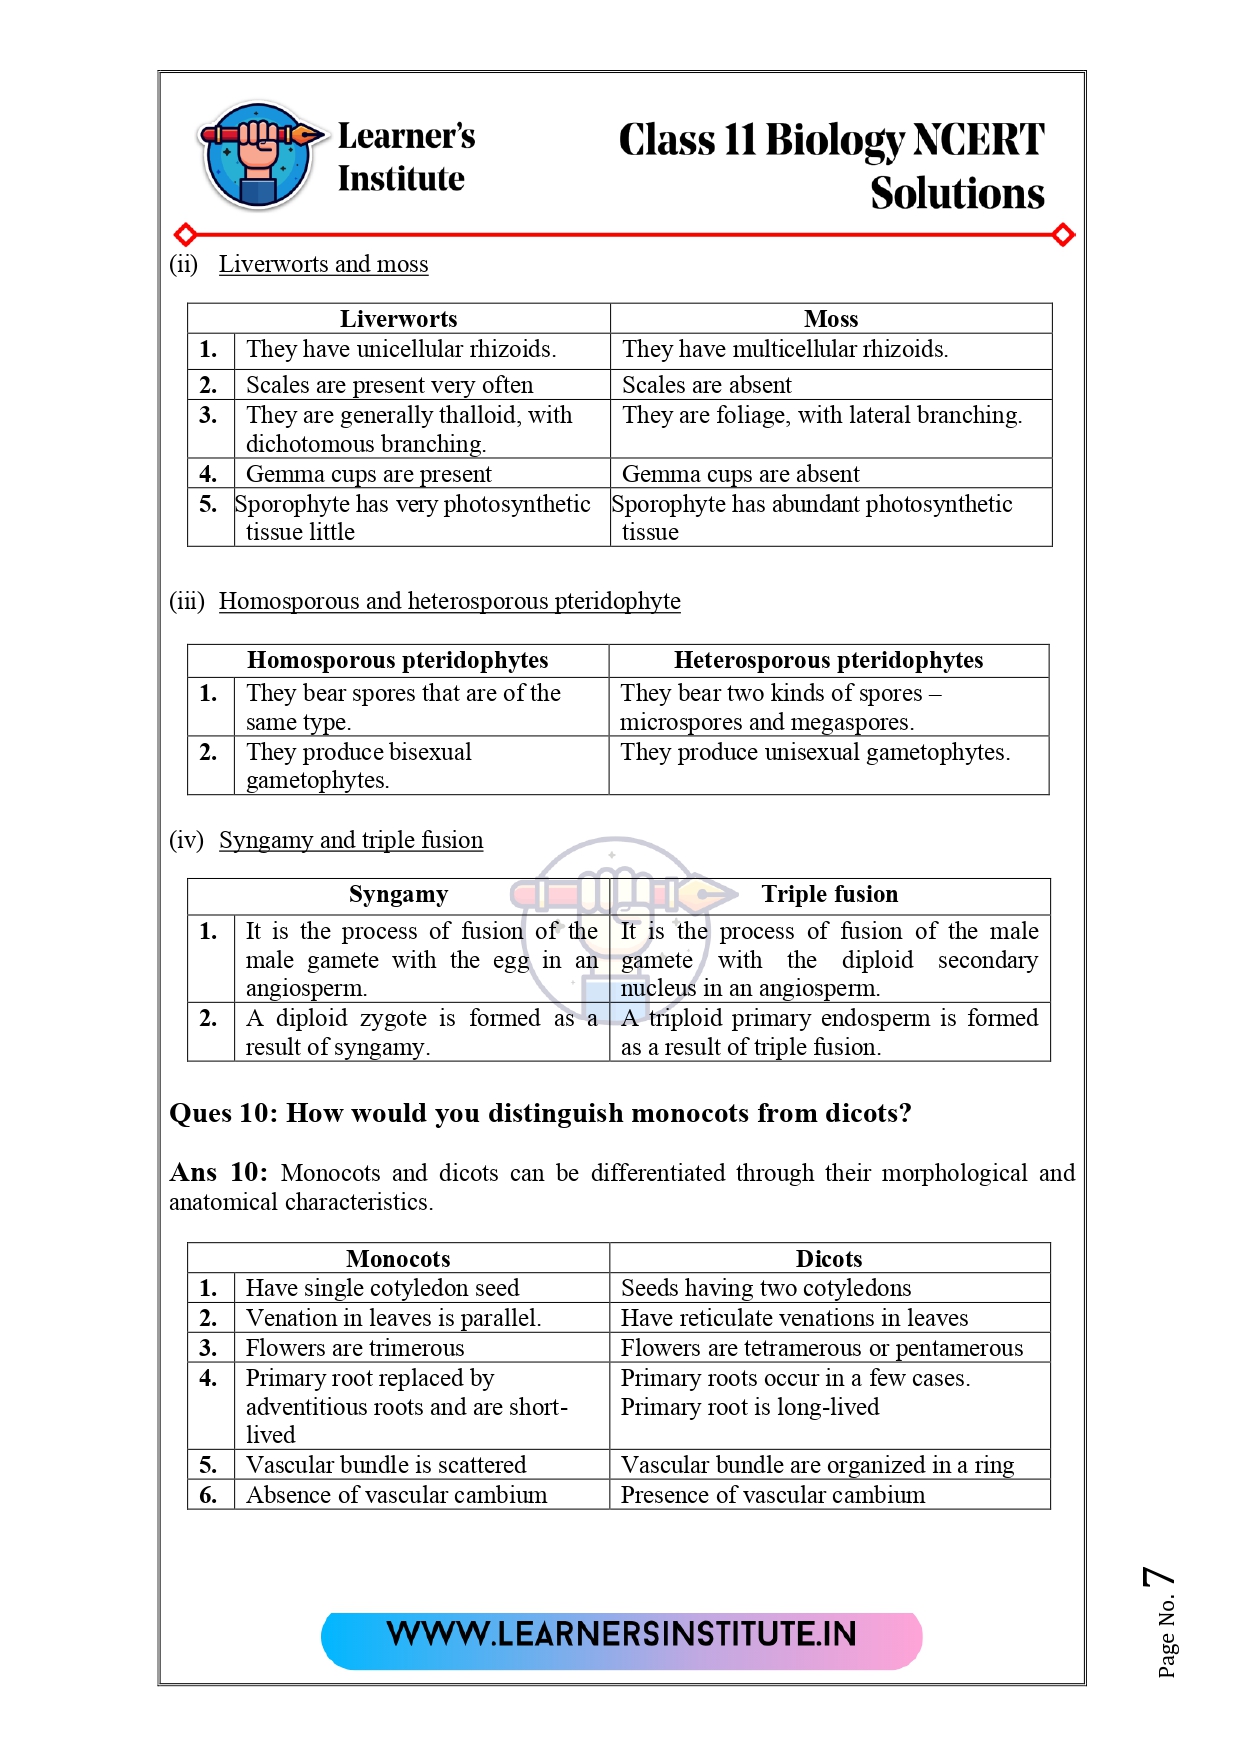 Learner's
Institute
Class 11 Biology NCERT
Solutions
(ii) Liverworts and moss
Liverworts Moss
1. They have unicellular rhizoids. They have multicellular rhizoids.
2. Scales are present very often Scales are absent
3. They are generally thalloid, with They are foliage, with lateral branching.
dichotomous branching.
4. Gemma cups are present Gemma cups are absent
5. Sporophyte has very photosynthetic Sporophyte has abundant photosynthetic
tissue little tissue
(iii) Homosporous and heterosporous pteridophyte
Homosporous pteridophytes Heterosporous pteridophytes
1. They bear spores that are of the They bear two kinds of spores –
same type. microspores and megaspores.
2. They produce bisexual They produce unisexual gametophytes.
gametophytes.
(iv) Syngamy and triple fusion
Syngamy Triple fusion
1. It is the process of fusion of the It is the process of fusion of the male
male gamete with the egg in an gamete with the diploid secondary
angiosperm. nucleus in an angiosperm.
2. A diploid zygote is formed as a A triploid primary endosperm is formed
result of syngamy. as a result of triple fusion.
Ques 10: How would you distinguish monocots from dicots?
Ans 10: Monocots and dicots can be differentiated through their morphological and
anatomical characteristics.
Monocots Dicots
1. Have single cotyledon seed Seeds having two cotyledons
2. Venation in leaves is parallel. Have reticulate venations in leaves
3. Flowers are trimerous Flowers are tetramerous or pentamerous
4. Primary root replaced by Primary roots occur in a few cases.
adventitious roots and are short- Primary root is long-lived
lived
5. Vascular bundle is scattered Vascular bundle are organized in a ring
6. Absence of vascular cambium Presence of vascular cambium
WWW.LEARNERSINSTITUTE.IN
Page No. 7